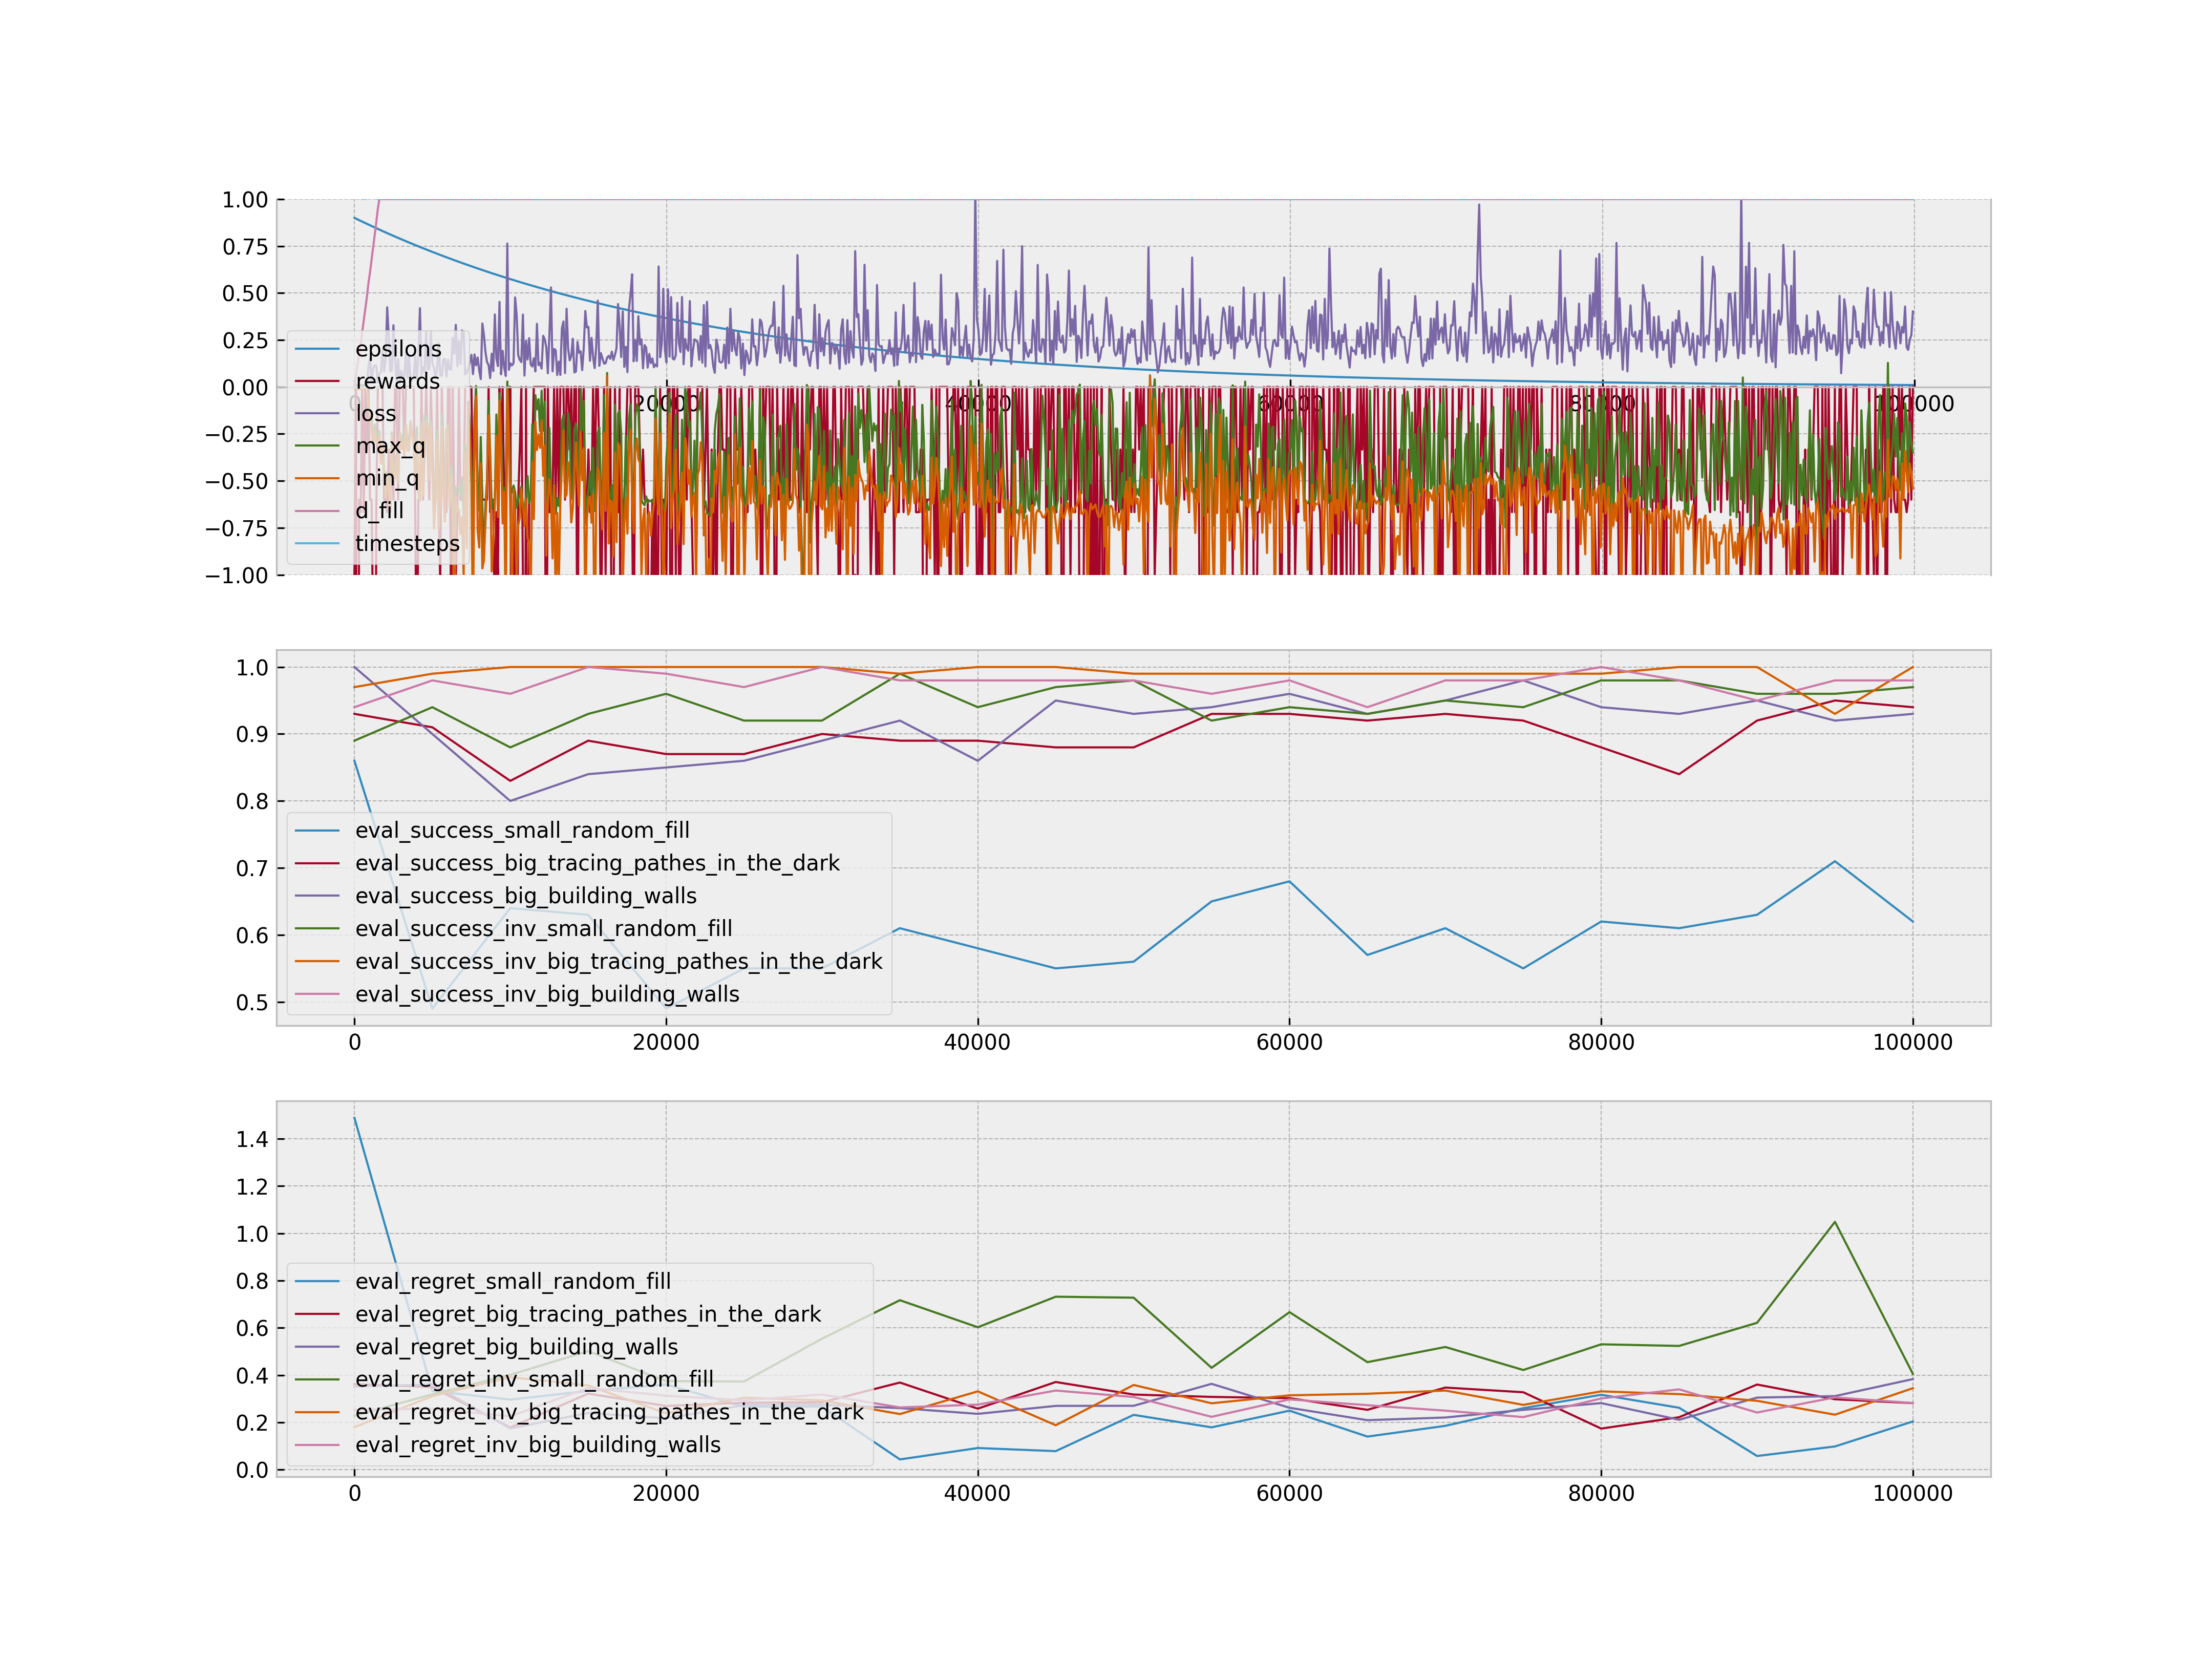 1.00
0.75
0.50
0.25
0.00
−0.25
−0.50
−0.75
−1.00
0 20000 40000 60000 80000 100000
epsilons
rewards
loss
max_q
min_q
d_fill
timesteps
1.0
0.9
0.8
0.7
0.6
0.5
eval_success_small_random_fill
eval_success_big_tracing_pathes_in_the_dark
eval_success_big_building_walls
eval_success_inv_small_random_fill
eval_success_inv_big_tracing_pathes_in_the_dark
eval_success_inv_big_building_walls
0 20000 40000 60000 80000 100000
1.4
1.2
1.0
0.8
0.6
0.4
0.2
0.0
eval_regret_small_random_fill
eval_regret_big_tracing_pathes_in_the_dark
eval_regret_big_building_walls
eval_regret_inv_small_random_fill
eval_regret_inv_big_tracing_pathes_in_the_dark
eval_regret_inv_big_building_walls
0 20000 40000 60000 80000 100000